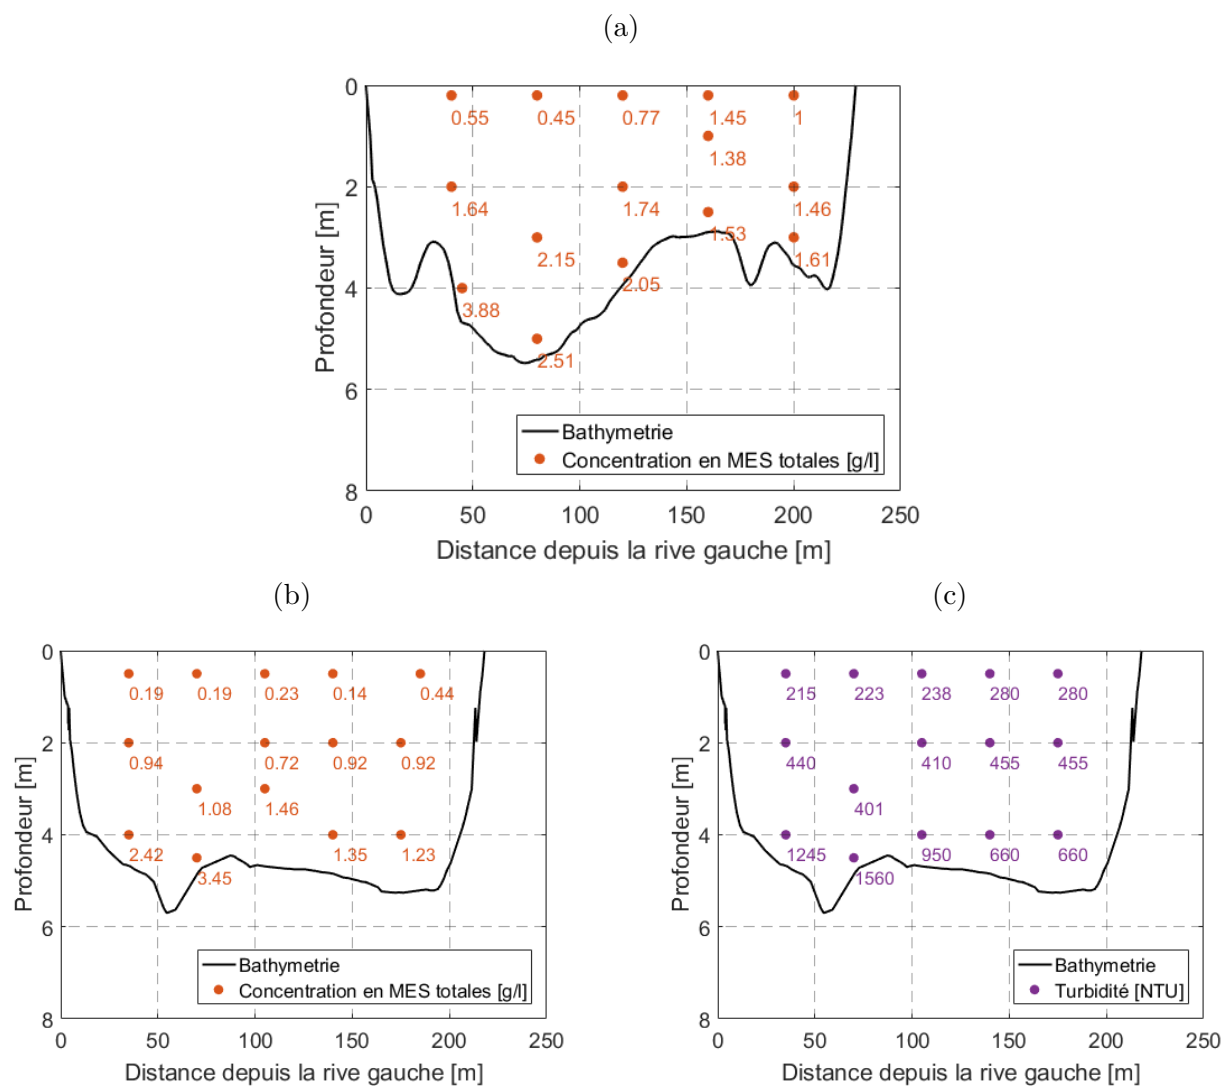 (a)
0
0.55 0.45 0.77 1.45 1
1.38
2
1.64 1.74 1.46
1.53
2.15 1.61
2.05
4
3.88
2.51
6
8
Profondeur [m]
Bathymetrie
Concentration en MES totales [g/l]
0 50 100 150 200 250
Distance depuis la rive gauche [m]
(b)
0
0.19 0.19 0.23 0.14 0.44
2
0.94 0.72 0.92 0.92
1.08 1.46
4
2.42 1.35 1.23
3.45
6
8
Profondeur [m]
Bathymetrie
Concentration en MES totales [g/l]
0 50 100 150 200 250
Distance depuis la rive gauche [m]
(c)
0
215 223 238 280 280
2
440 410 455 455
401
4
1245 950 660 660
1560
6
8
Profondeur [m]
Bathymetrie
Turbidité [NTU]
0 50 100 150 200 250
Distance depuis la rive gauche [m]